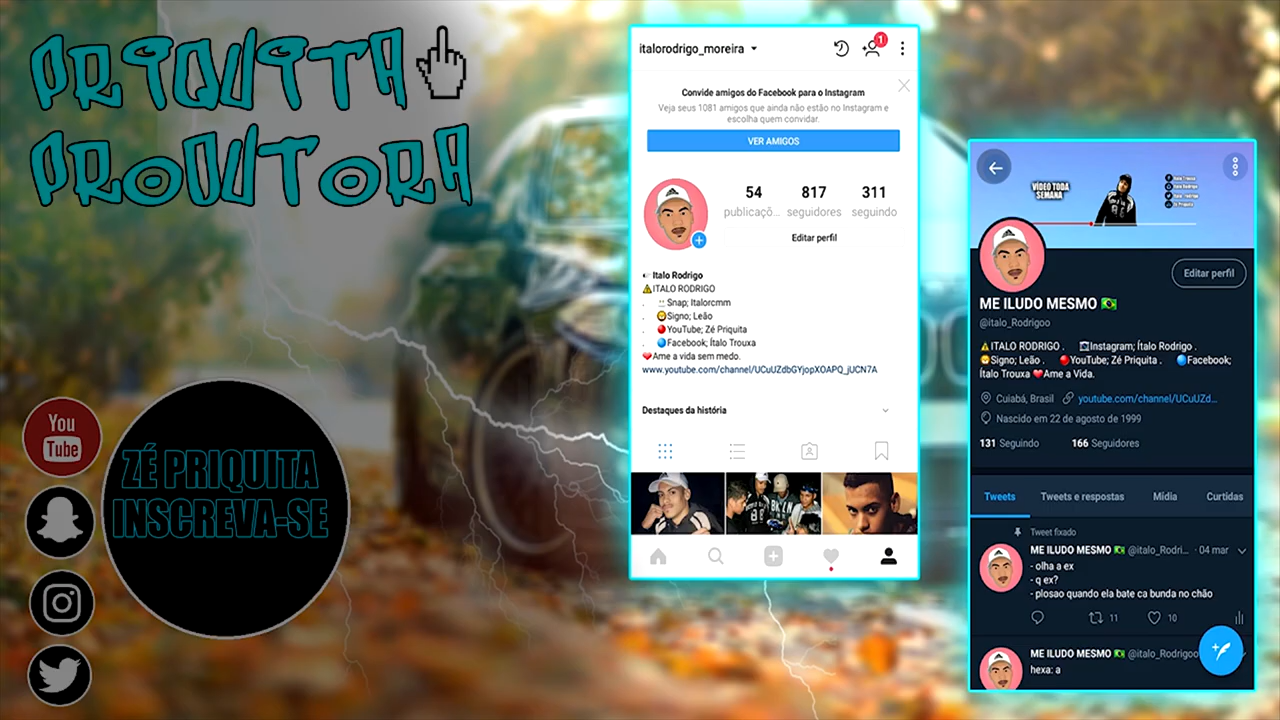 PRIQUITA
PRODUTORA
You
Tube
ZÉ PRIQUITA
INSCREVA-SE
italorodrigo_moreira
1
Convide amigos do Facebook para o Instagram
Veja seus 1081 amigos que ainda não estão no Instagram e
escolha quem convidar.
VER AMIGOS
54 817 311
publicaçõ... seguidores seguindo
Editar perfil
Italo Rodrigo
⚠ITALO RODRIGO
. Snap; Italorcmm
. 🦁Signo; Leão
. 🔴YouTube; Zé Priquita
. 🔵Facebook; Ítalo Trouxa
❤Ame a vida sem medo.
www.youtube.com/channel/UCuUZdbGYjopXOAPQ_jUCN7A
Destaques da história
VÍDEO TODA
SEMANA
Editar perfil
ME ILUDO MESMO 🇧🇷
@italo_Rodrigoo
⚠ITALO RODRIGO . Instagram; Ítalo Rodrigo .
🦁Signo; Leão . 🔴YouTube; Zé Priquita . 🔵Facebook;
Ítalo Trouxa ❤Ame a Vida.
Cuiabá, Brasil youtube.com/channel/UCuUZd...
Nascido em 22 de agosto de 1999
131 Seguindo 166 Seguidores
Tweets Tweets e respostas Mídia Curtidas
Tweet fixado
ME ILUDO MESMO 🇧🇷 @italo_Rodri... · 04 mar
- olha a ex
- q ex?
- plosao quando ela bate ca bunda no chão
11 10
ME ILUDO MESMO 🇧🇷 @italo_Rodrigoo
hexa: a